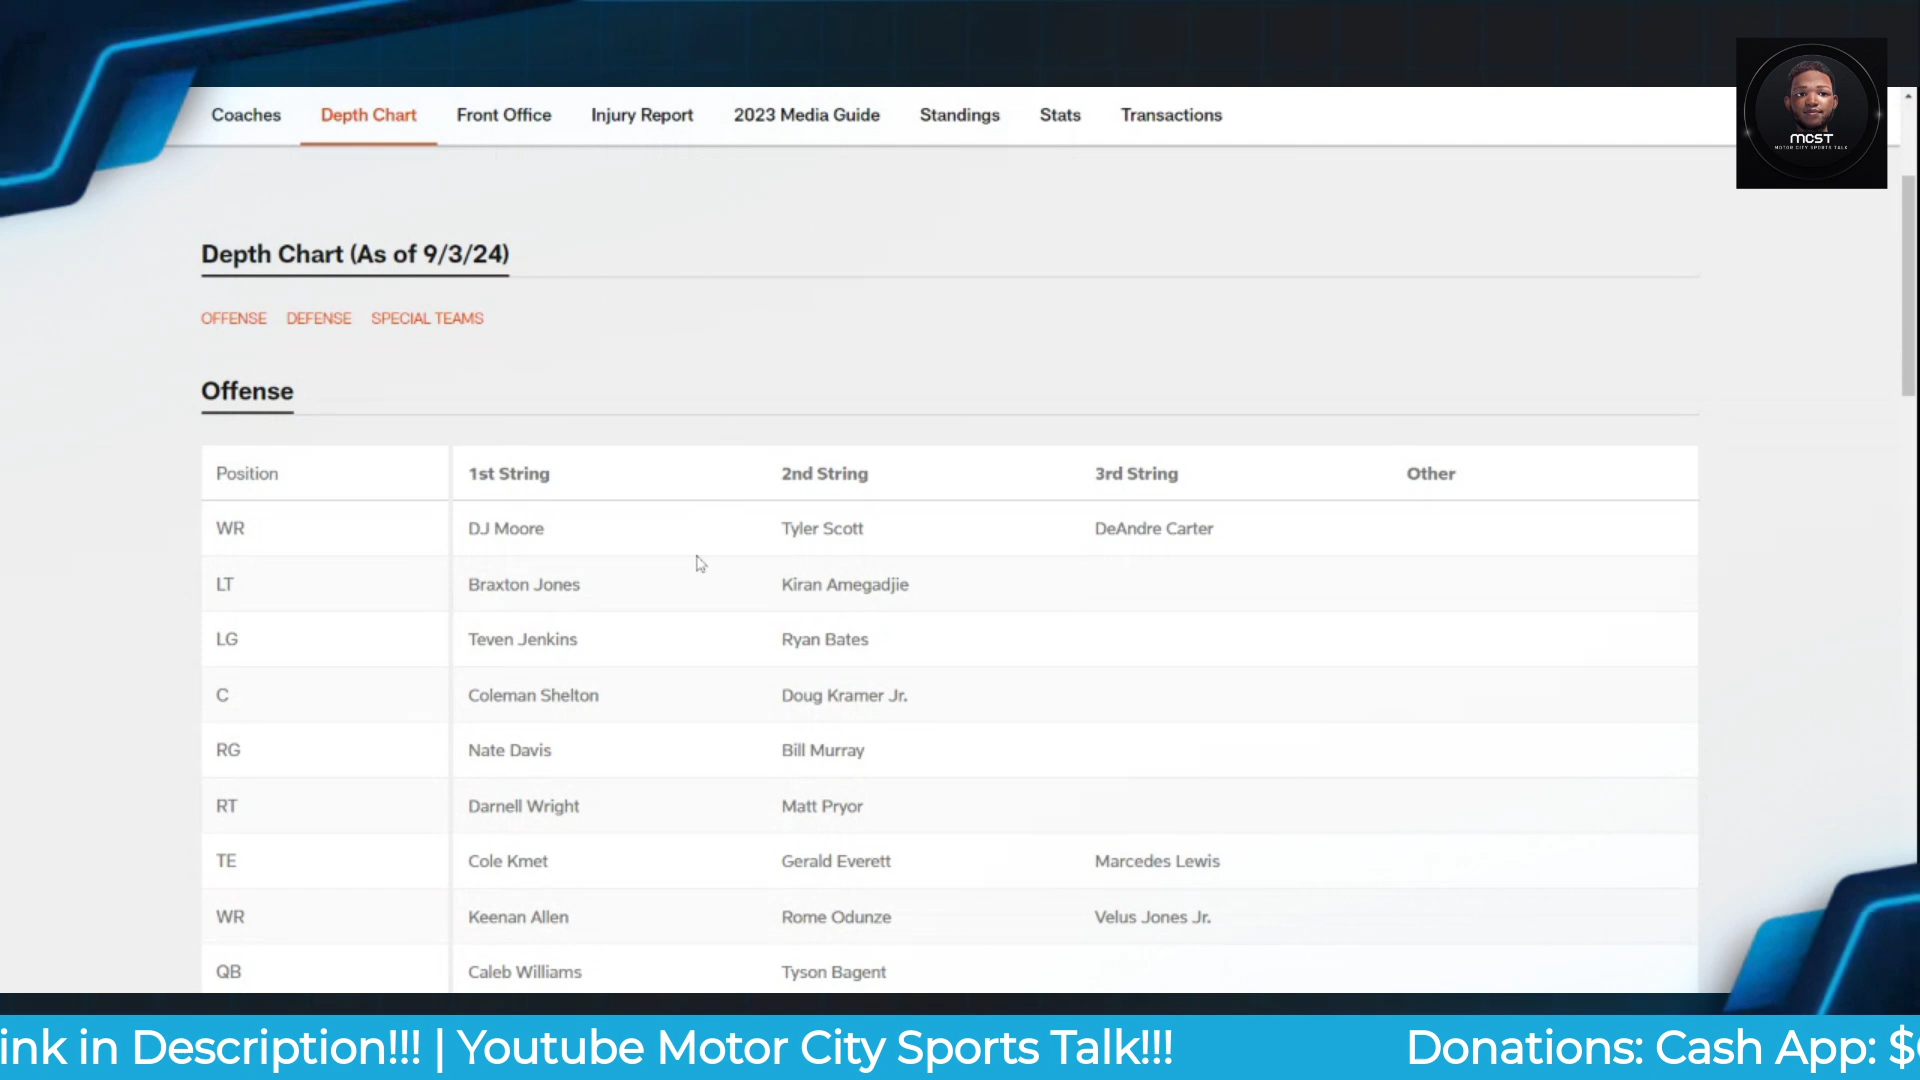 Coaches Depth Chart Front Office Injury Report 2023 Media Guide Standings Stats Transactions
MCST
MOTOR CITY SPORTS TALK
Depth Chart (As of 9/3/24)
OFFENSE DEFENSE SPECIAL TEAMS
Offense
Position 1st String 2nd String 3rd String Other
WR DJ Moore Tyler Scott DeAndre Carter
LT Braxton Jones Kiran Amegadjie
LG Teven Jenkins Ryan Bates
C Coleman Shelton Doug Kramer Jr.
RG Nate Davis Bill Murray
RT Darnell Wright Matt Pryor
TE Cole Kmet Gerald Everett Marcedes Lewis
WR Keenan Allen Rome Odunze Velus Jones Jr.
QB Caleb Williams Tyson Bagent
ink in Description!!! | Youtube Motor City Sports Talk!!! Donations: Cash App: $